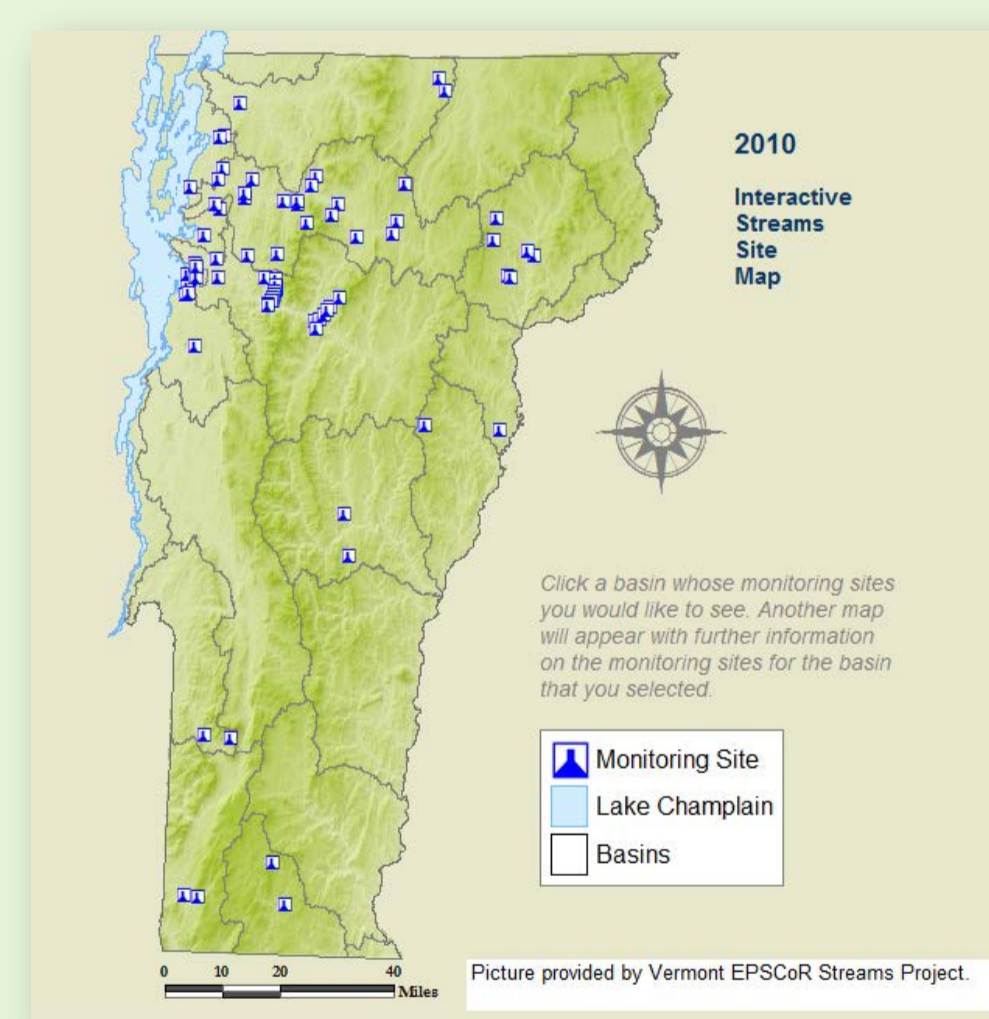 2010
Interactive
Streams
Site
Map
Click a basin whose monitoring sites
you would like to see. Another map
will appear with further information
on the monitoring sites for the basin
that you selected.
Monitoring Site
Lake Champlain
Basins
0 10 20 40
Miles
Picture provided by Vermont EPSCoR Streams Project.